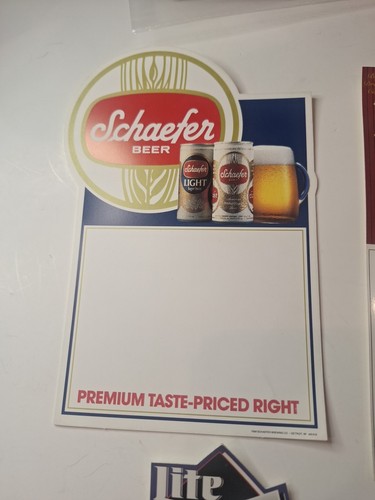 Schaefer
BEER
Schaefer
LIGHT
Schaefer
PREMIUM TASTE-PRICED RIGHT
lite